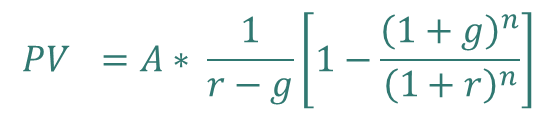 PV = A * 1/(r − g) [1 − (1 + g)ⁿ/(1 + r)ⁿ]